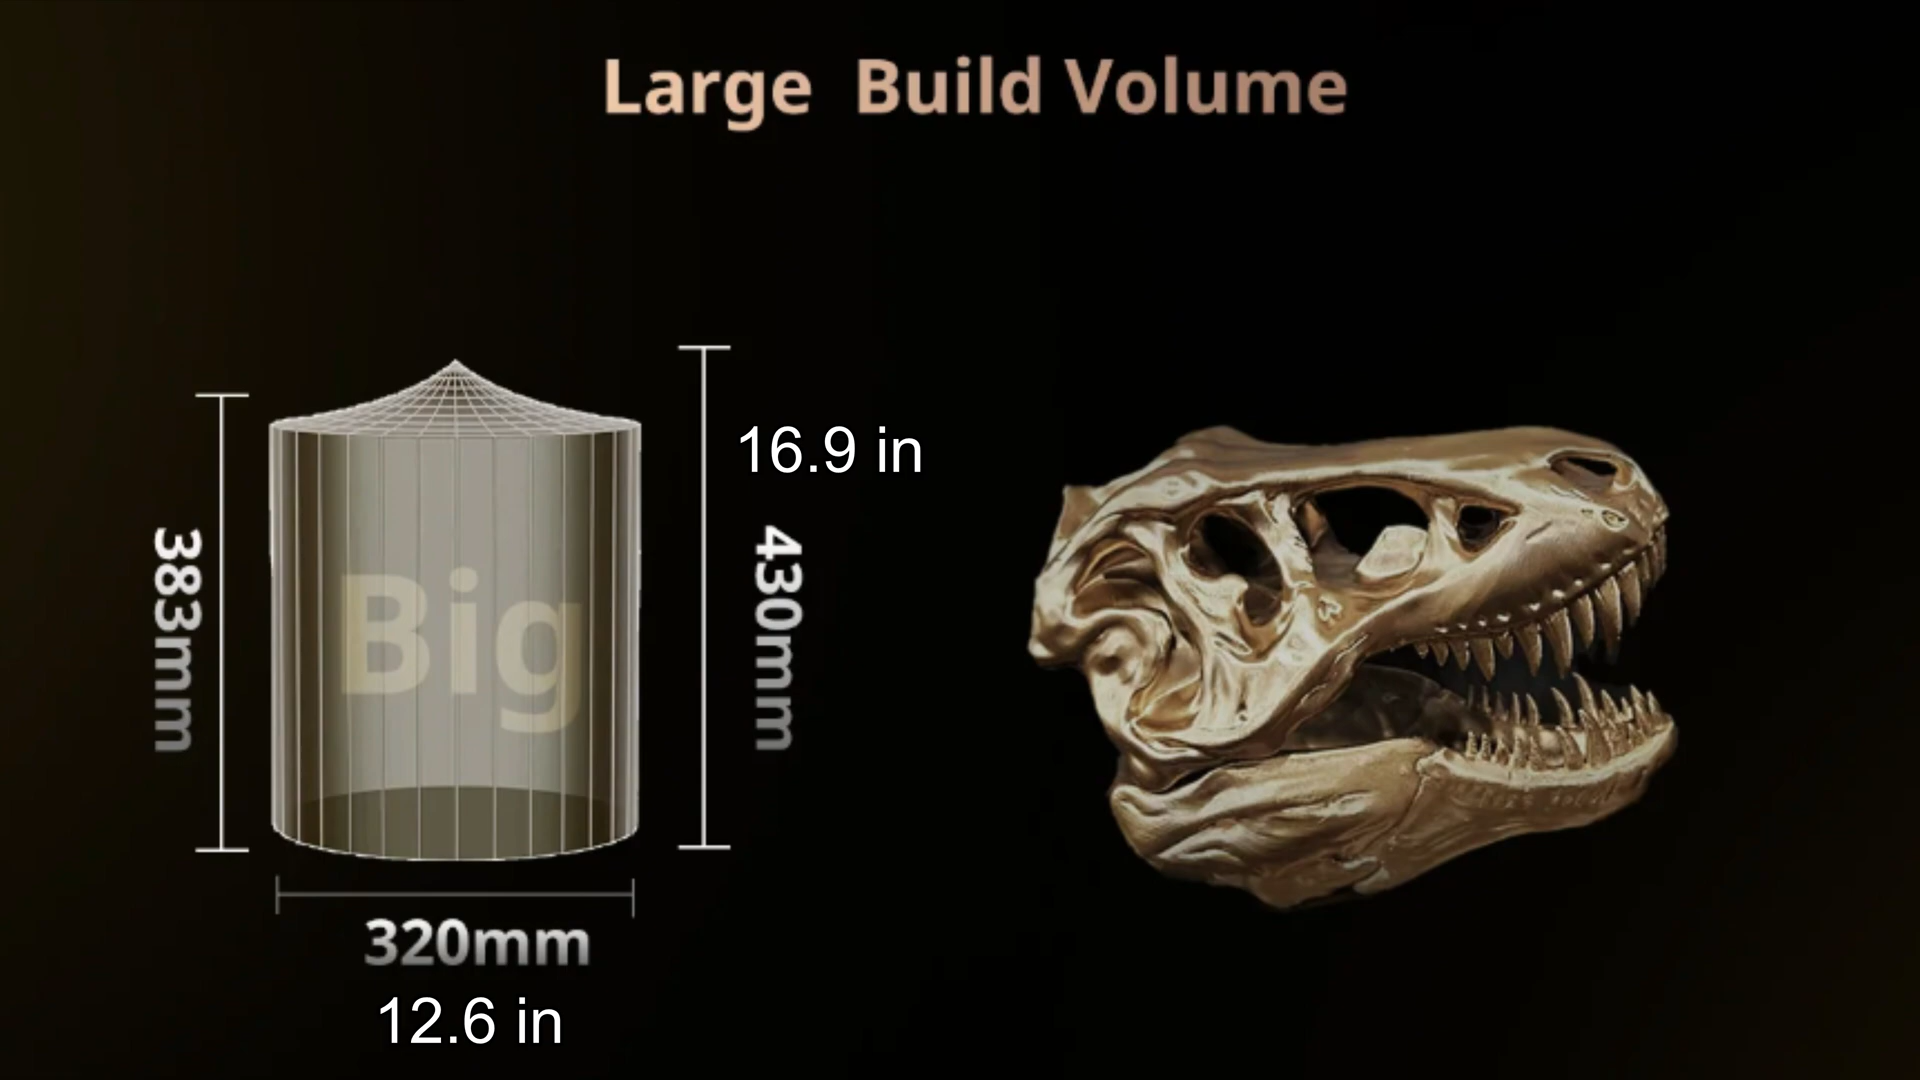 Large Build Volume
16.9 in
383mm
430mm
Big
320mm
12.6 in